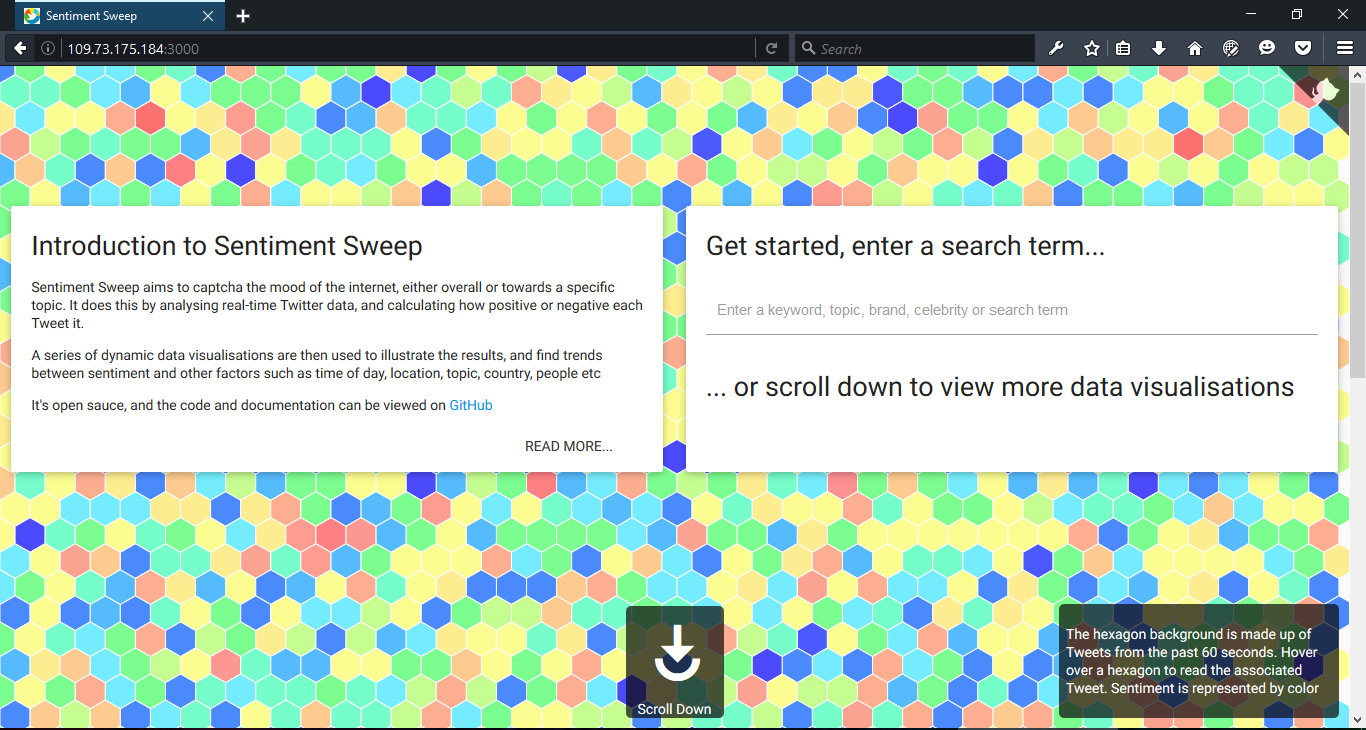 Sentiment Sweep
109.73.175.184:3000
Search
Introduction to Sentiment Sweep
Sentiment Sweep aims to captcha the mood of the internet, either overall or towards a specific
topic. It does this by analysing real-time Twitter data, and calculating how positive or negative each
Tweet it.
A series of dynamic data visualisations are then used to illustrate the results, and find trends
between sentiment and other factors such as time of day, location, topic, country, people etc
It's open sauce, and the code and documentation can be viewed on GitHub
READ MORE...
Get started, enter a search term...
Enter a keyword, topic, brand, celebrity or search term
... or scroll down to view more data visualisations
Scroll Down
The hexagon background is made up of
Tweets from the past 60 seconds. Hover
over a hexagon to read the associated
Tweet. Sentiment is represented by color